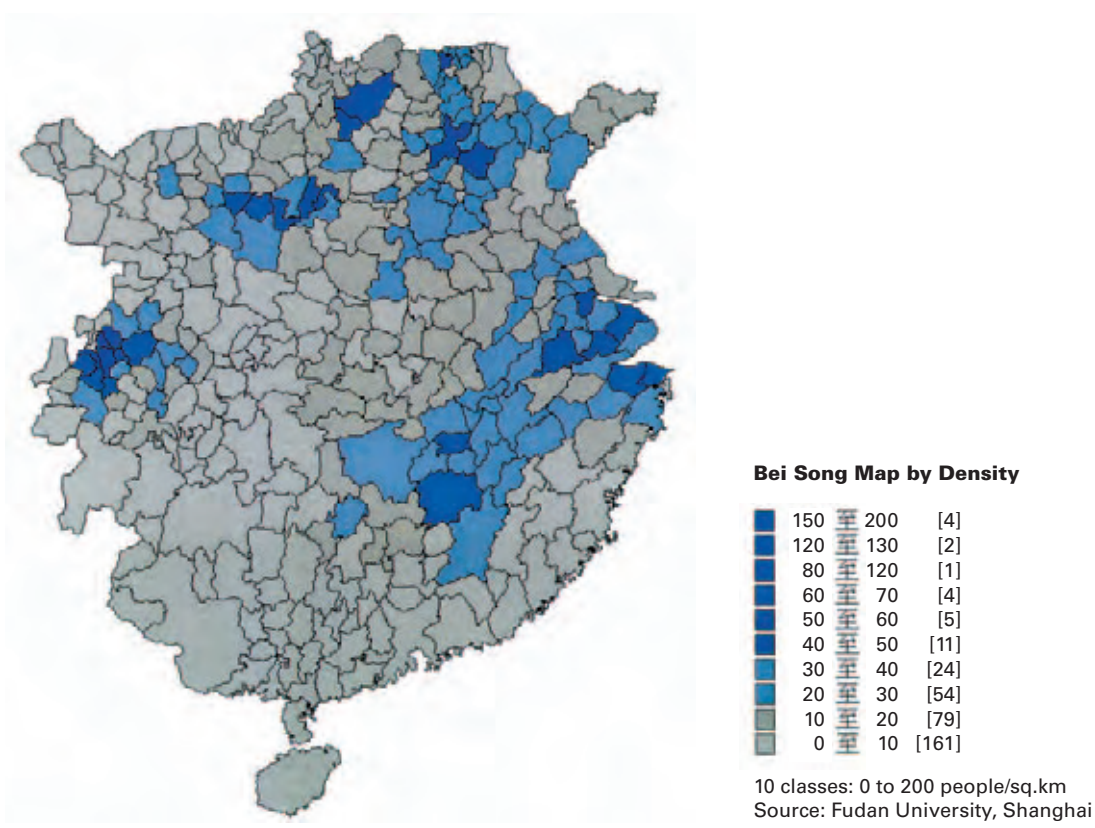 Bei Song Map by Density
150 至 200 [4]
120 至 130 [2]
80 至 120 [1]
60 至 70 [4]
50 至 60 [5]
40 至 50 [11]
30 至 40 [24]
20 至 30 [54]
10 至 20 [79]
0 至 10 [161]
10 classes: 0 to 200 people/sq.km
Source: Fudan University, Shanghai